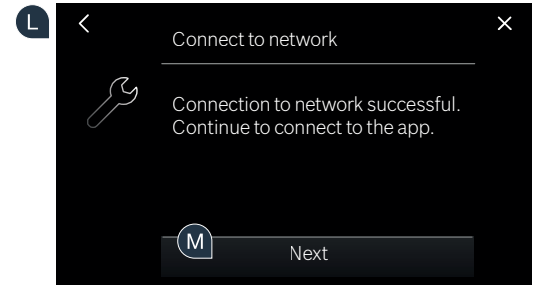 L
Connect to network
Connection to network successful.
Continue to connect to the app.
M
Next